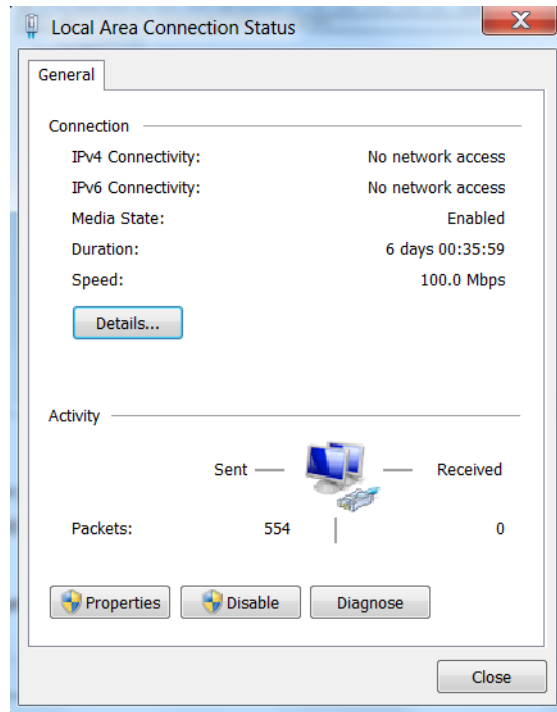 Local Area Connection Status
General
Connection
IPv4 Connectivity: No network access
IPv6 Connectivity: No network access
Media State: Enabled
Duration: 6 days 00:35:59
Speed: 100.0 Mbps
Details...
Activity
Sent Received
Packets: 554 0
Properties Disable Diagnose
Close